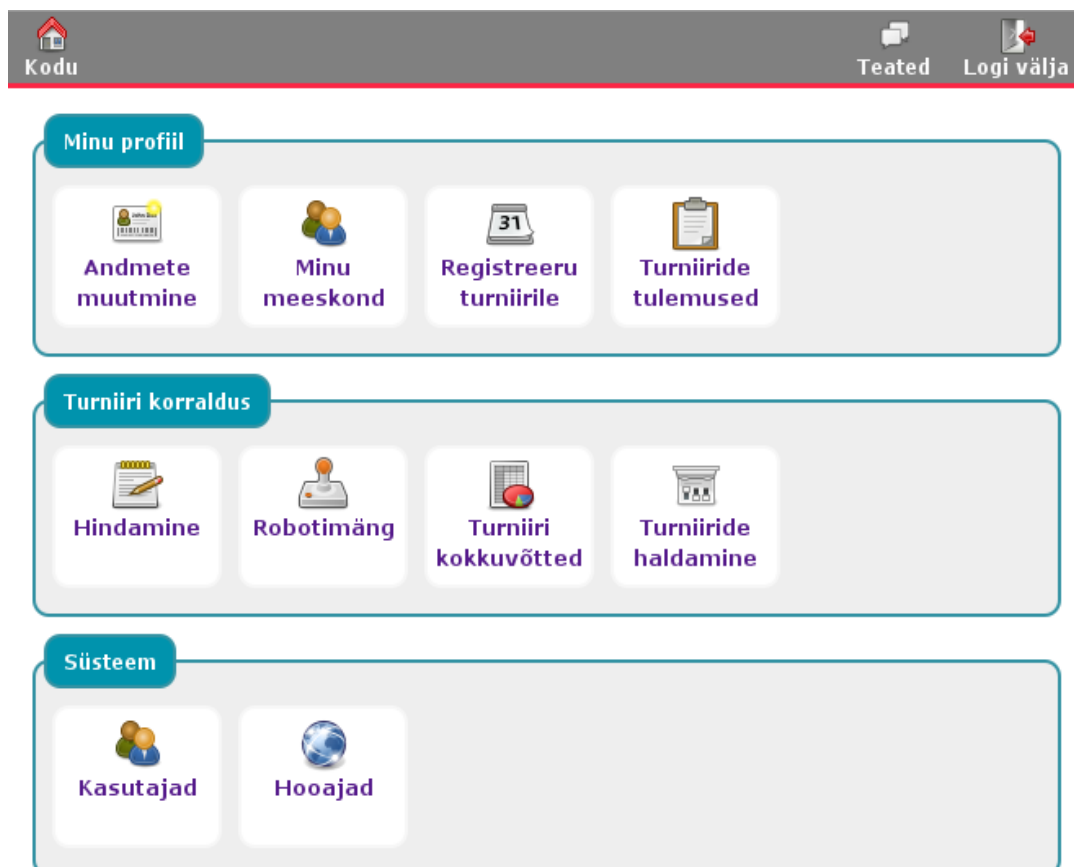 Kodu
Teated Logi välja
Minu profiil
Andmete
muutmine
Minu
meeskond
31
Registreeru
turniirile
Turniiride
tulemused
Turniiri korraldus
Hindamine
Robotimäng
Turniiri
kokkuvõtted
Turniiride
haldamine
Süsteem
Kasutajad
Hooajad